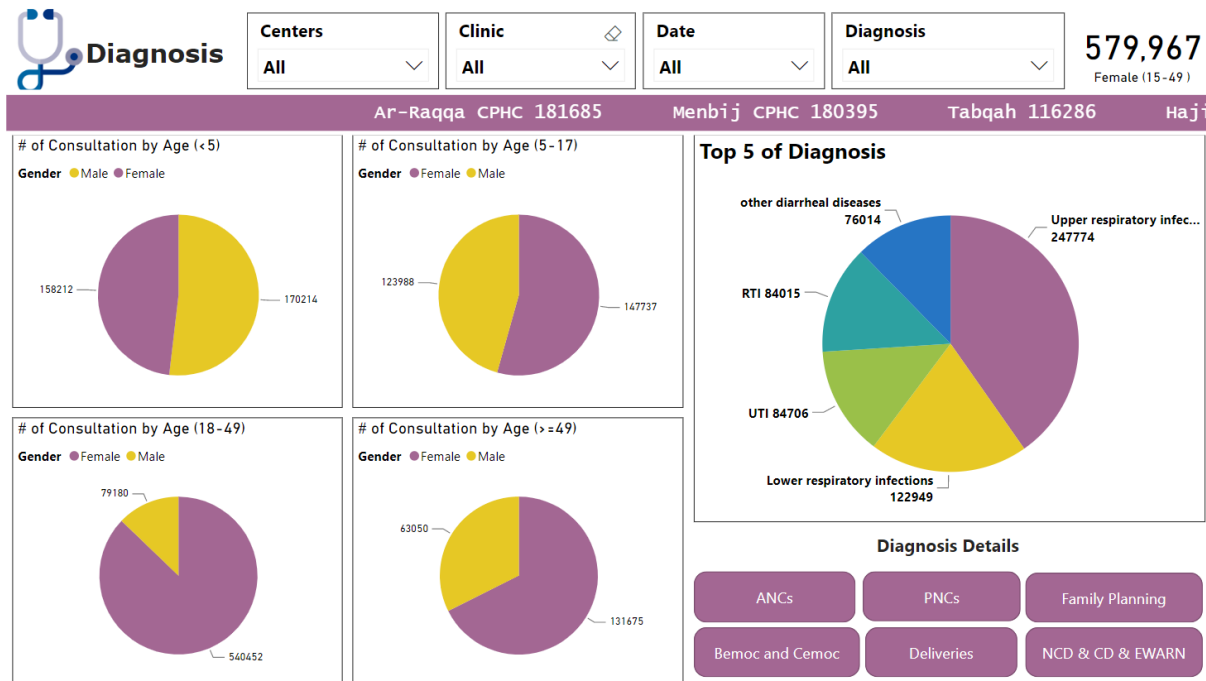 Diagnosis
Centers
All
Clinic
All
Date
All
Diagnosis
All
579,967
Female (15-49 )
Ar-Raqqa CPHC 181685 Menbij CPHC 180395 Tabqah 116286 Haji
# of Consultation by Age (<5)
Gender Male Female
158212
170214
# of Consultation by Age (5-17)
Gender Female Male
123988
147737
# of Consultation by Age (18-49)
Gender Female Male
79180
540452
# of Consultation by Age (>=49)
Gender Female Male
63050
131675
Top 5 of Diagnosis
other diarrheal diseases
76014
Upper respiratory infec...
247774
RTI 84015
UTI 84706
Lower respiratory infections
122949
Diagnosis Details
ANCs
PNCs
Family Planning
Bemoc and Cemoc
Deliveries
NCD & CD & EWARN